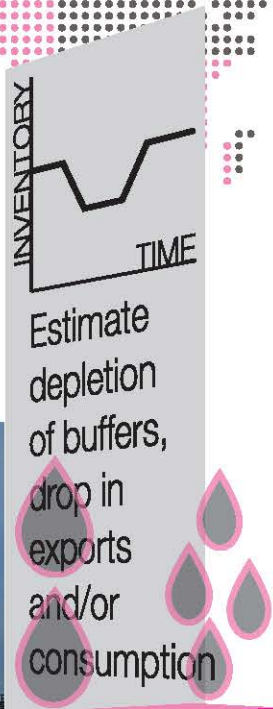 INVENTORY
TIME
Estimate
depletion
of buffers,
drop in
exports
and/or
consumption